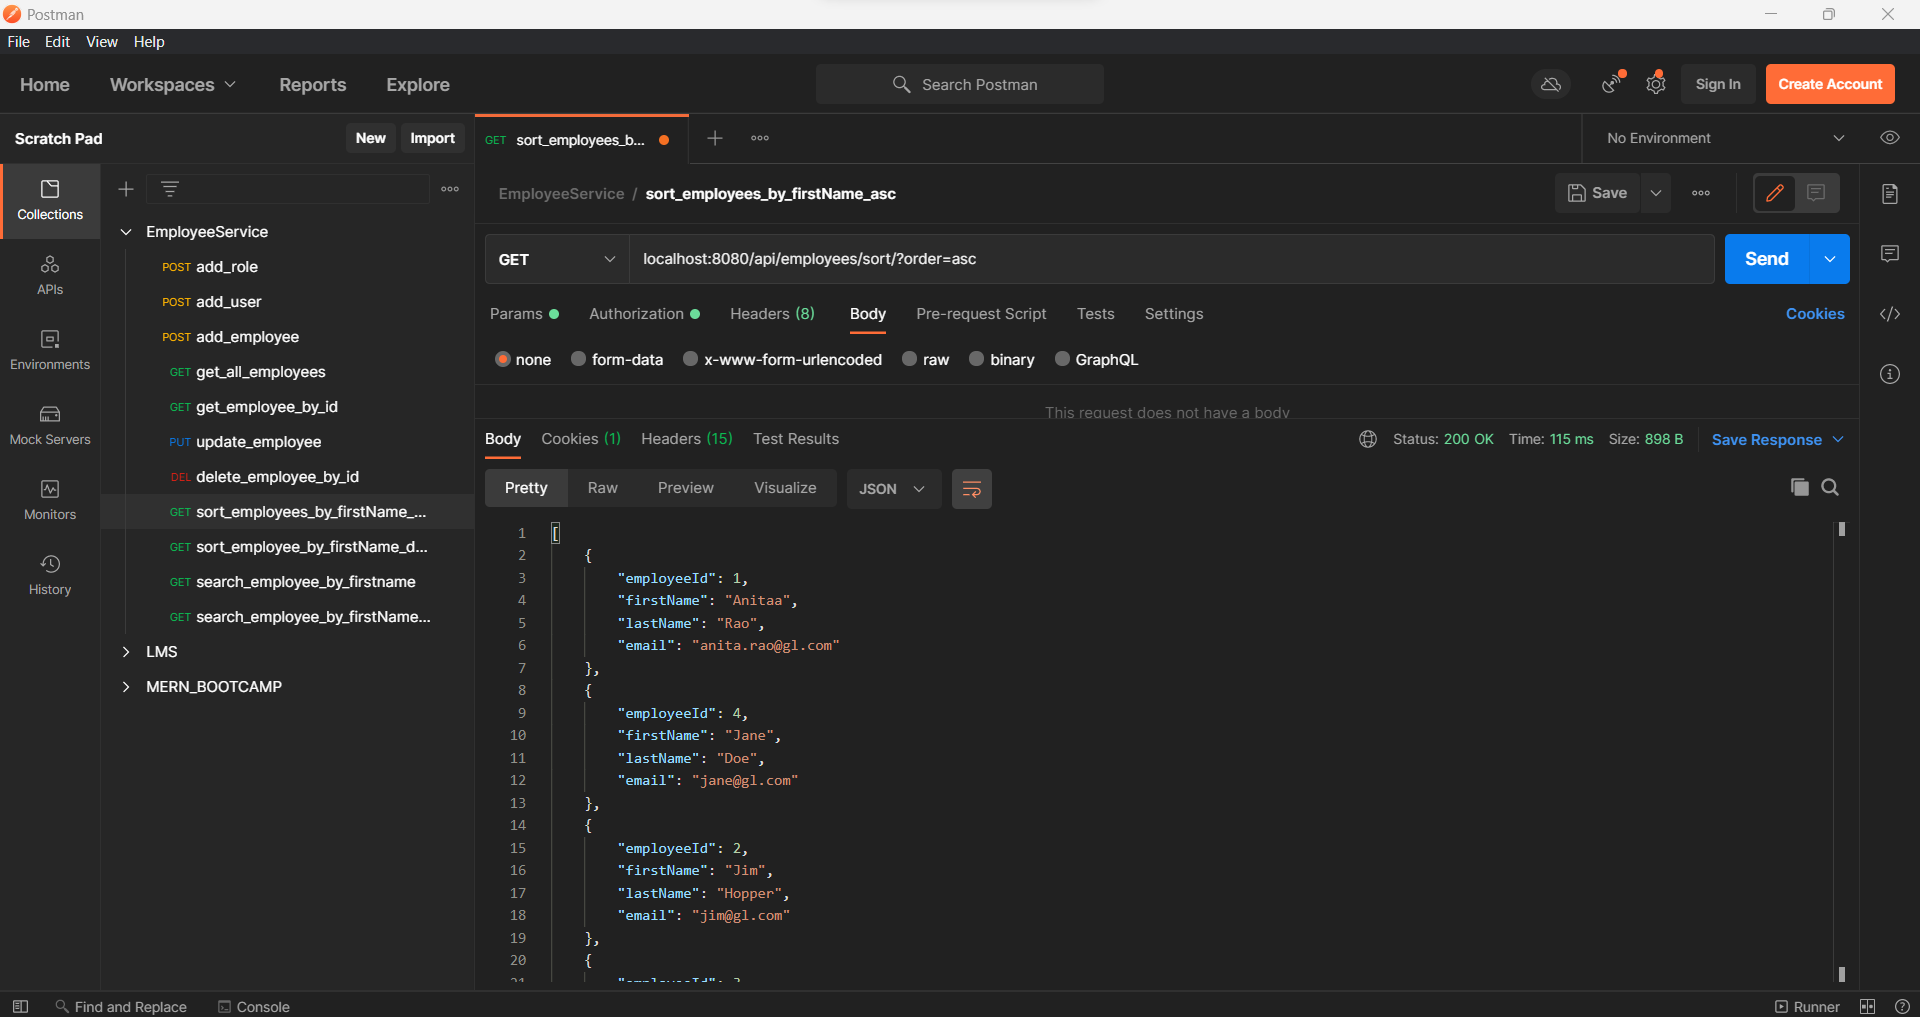 Postman
File Edit View Help
Home Workspaces Reports Explore Search Postman Sign In Create Account
Scratch Pad New Import
GET sort_employees_b... No Environment
Collections
APIs
Environments
Mock Servers
Monitors
History
EmployeeService
POST add_role
POST add_user
POST add_employee
GET get_all_employees
GET get_employee_by_id
PUT update_employee
DEL delete_employee_by_id
GET sort_employees_by_firstName_...
GET sort_employee_by_firstName_d...
GET search_employee_by_firstname
GET search_employee_by_firstName...
LMS
MERN_BOOTCAMP
EmployeeService / sort_employees_by_firstName_asc Save
GET localhost:8080/api/employees/sort/?order=asc Send
Params Authorization Headers (8) Body Pre-request Script Tests Settings Cookies
none form-data x-www-form-urlencoded raw binary GraphQL
This request does not have a body
Body Cookies (1) Headers (15) Test Results Status: 200 OK Time: 115 ms Size: 898 B Save Response
Pretty Raw Preview Visualize JSON
1 [
2 {
3 "employeeId": 1,
4 "firstName": "Anitaa",
5 "lastName": "Rao",
6 "email": "anita.rao@gl.com"
7 },
8 {
9 "employeeId": 4,
10 "firstName": "Jane",
11 "lastName": "Doe",
12 "email": "jane@gl.com"
13 },
14 {
15 "employeeId": 2,
16 "firstName": "Jim",
17 "lastName": "Hopper",
18 "email": "jim@gl.com"
19 },
20 {
Find and Replace Console Runner